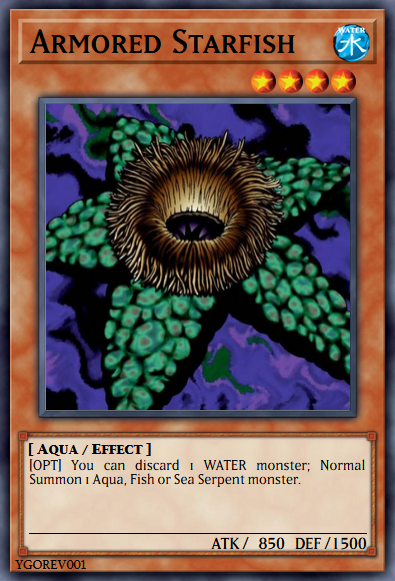 ARMORED STARFISH
WATER
水
[ AQUA / EFFECT ]
[OPT] You can discard 1 WATER monster; Normal
Summon 1 Aqua, Fish or Sea Serpent monster.
ATK / 850 DEF / 1500
YGOREV001